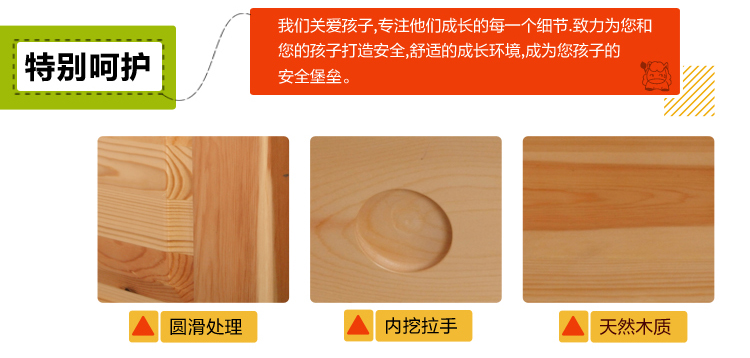 特别呵护
我们关爱孩子,专注他们成长的每一个细节.致力为您和
您的孩子打造安全,舒适的成长环境,成为您孩子的
安全堡垒。
圆滑处理
内挖拉手
天然木质